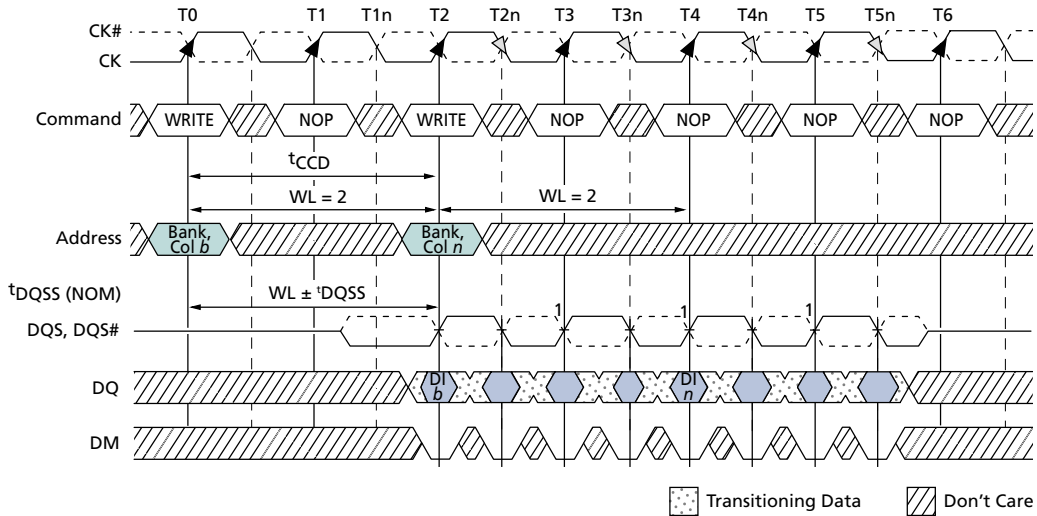 T0 T1 T1n T2 T2n T3 T3n T4 T4n T5 T5n T6
CK#
CK
Command WRITE NOP WRITE NOP NOP NOP NOP
tCCD
WL = 2 WL = 2
Address Bank, Col b Bank, Col n
tDQSS (NOM) WL ± tDQSS
DQS, DQS# 1 1 1
DQ DI b DI n
DM
Transitioning Data Don't Care